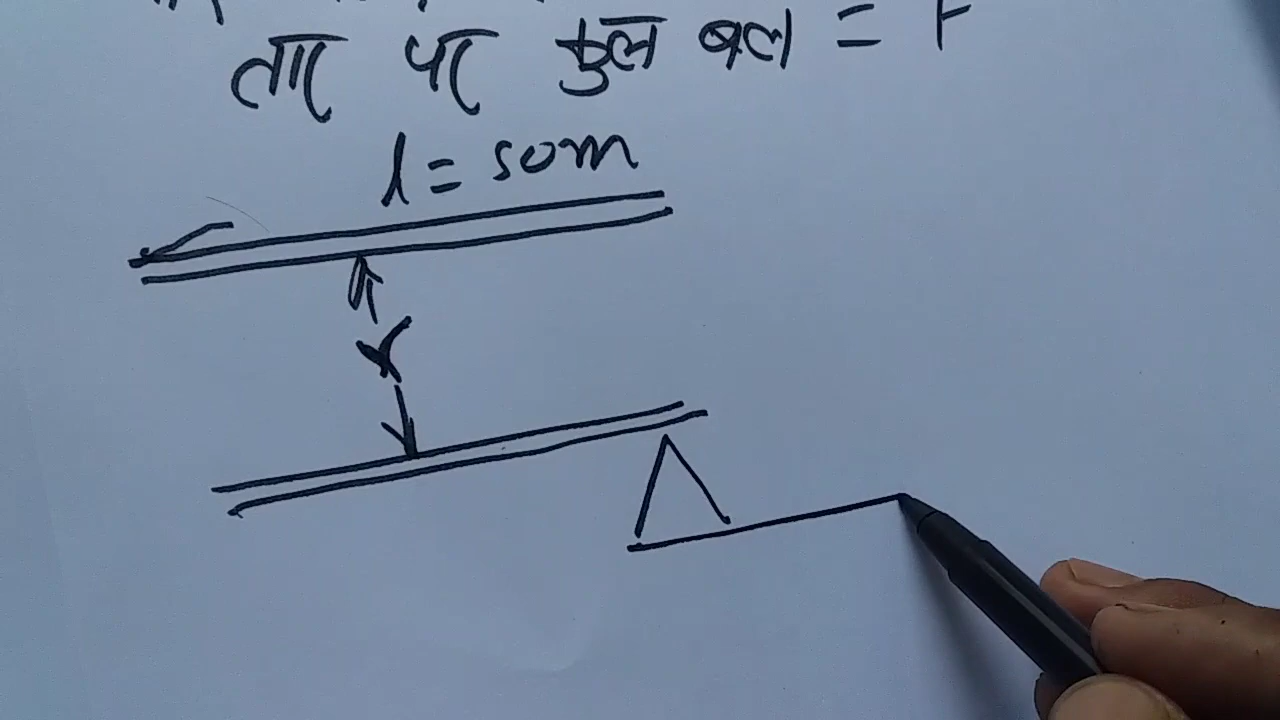 तार पर कुल बल = F
l = 50m
r